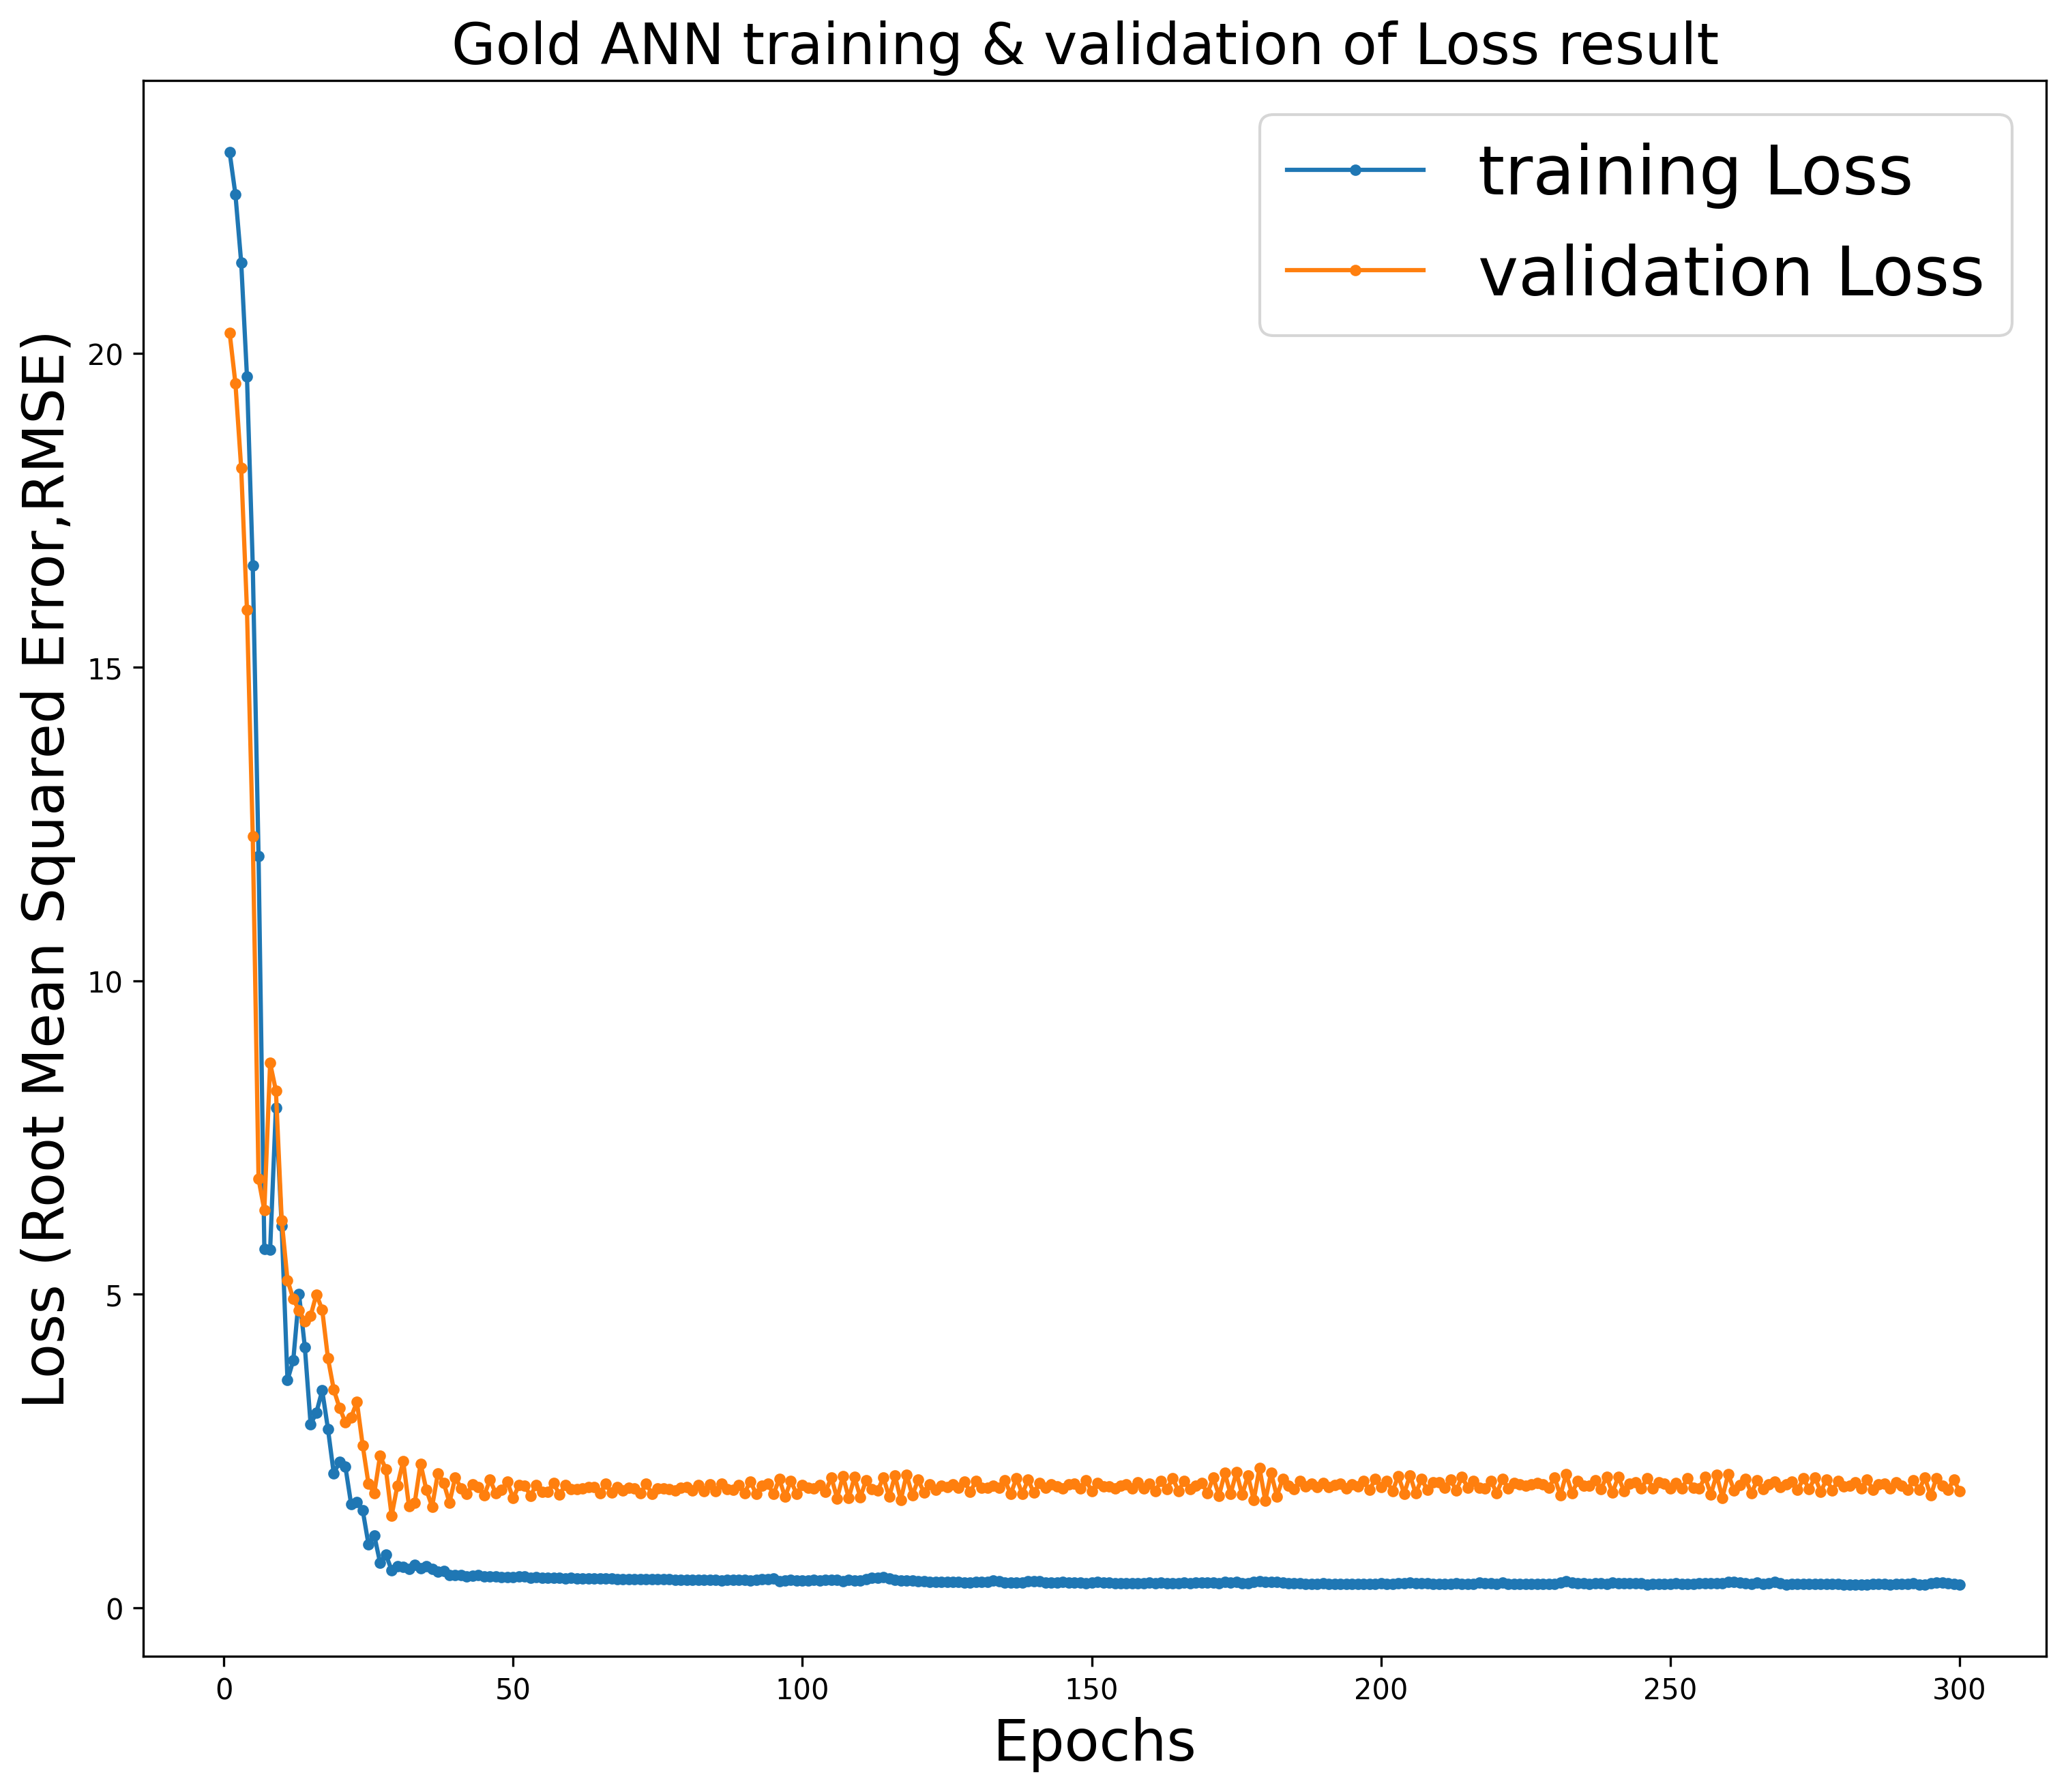 Gold ANN training & validation of Loss result
training Loss
validation Loss
Loss (Root Mean Squared Error,RMSE)
20
15
10
5
0
0 50 100 150 200 250 300
Epochs